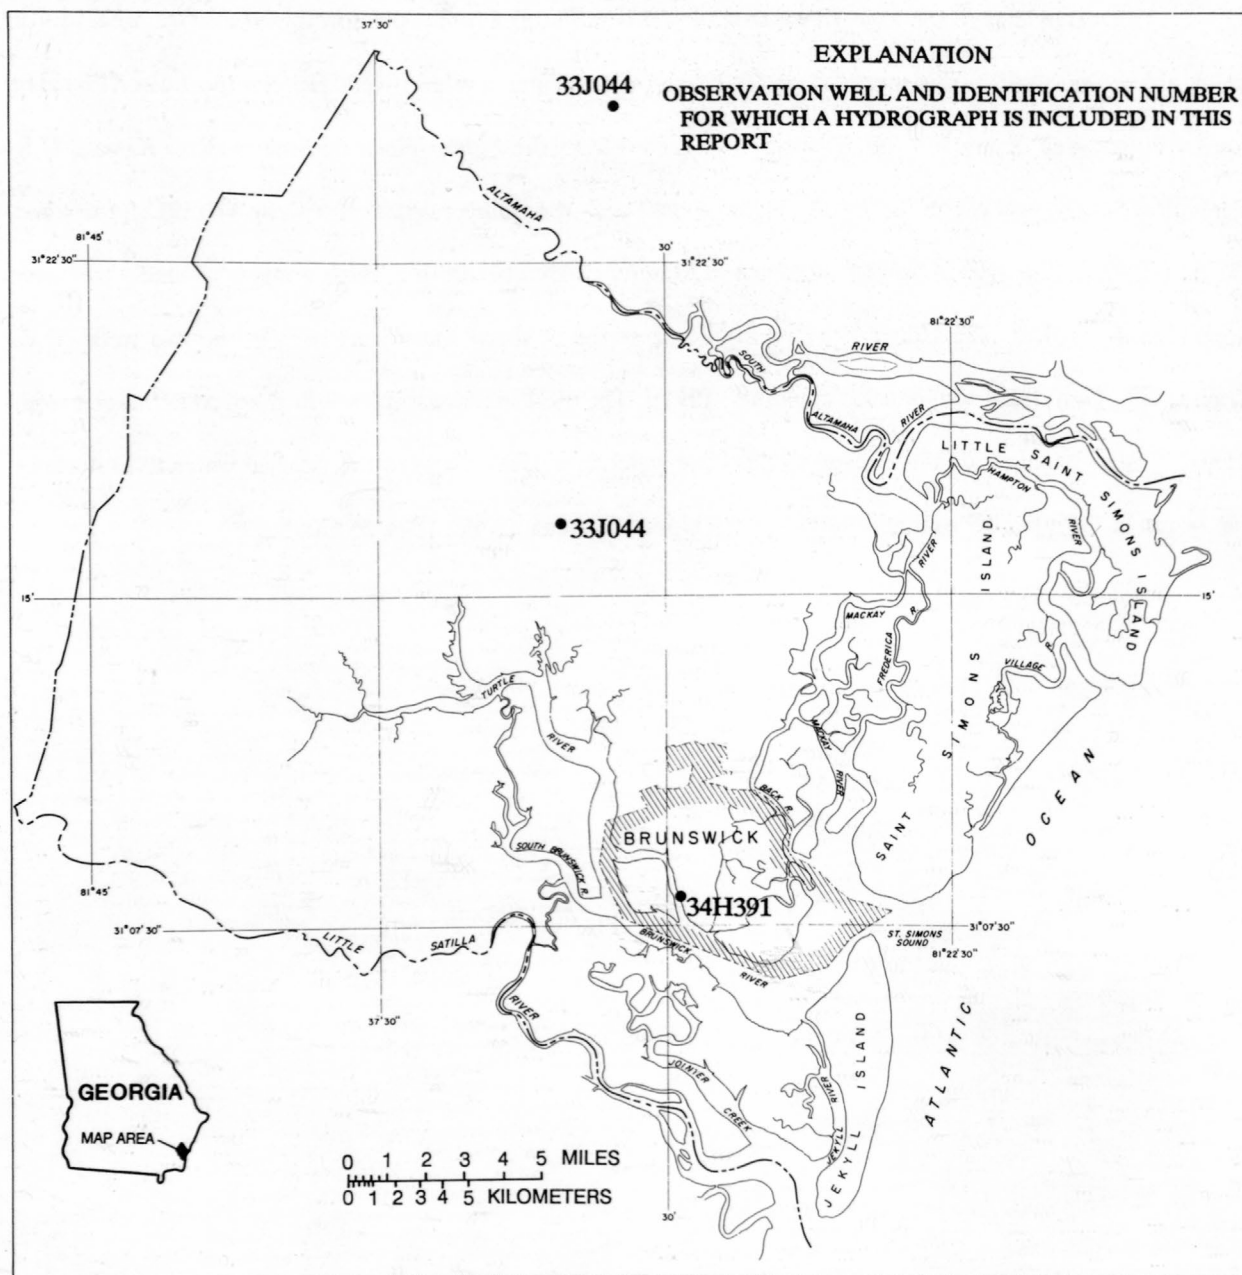 37'30"
EXPLANATION
33J044
OBSERVATION WELL AND IDENTIFICATION NUMBER
FOR WHICH A HYDROGRAPH IS INCLUDED IN THIS
REPORT
ALTAMAHA
81°45'
30'
31°22'30"
31°22'30"
81°22'30"
RIVER
SOUTH
ALTAMAHA
RIVER
LITTLE SAINT SIMONS ISLAND
HAMPTON
RIVER
33J044
RIVER
ISLAND
15'
15'
MACKAY
FREDERICA R.
VILLAGE R.
SIMONS
TURTLE
RIVER
MACKAY
RIVER
BACK R.
SAINT
OCEAN
BRUNSWICK
SOUTH BRUNSWICK R.
81°45'
34H391
31°07'30"
31°07'30"
LITTLE
SATILLA
BRUNSWICK
ST. SIMONS
SOUND
81°22'30"
RIVER
RIVER
ATLANTIC
37'30"
JOINTER
CREEK
RIVER
ISLAND
JEKYLL
JEKYLL
GEORGIA
MAP AREA
0 1 2 3 4 5 MILES
0 1 2 3 4 5 KILOMETERS
30'